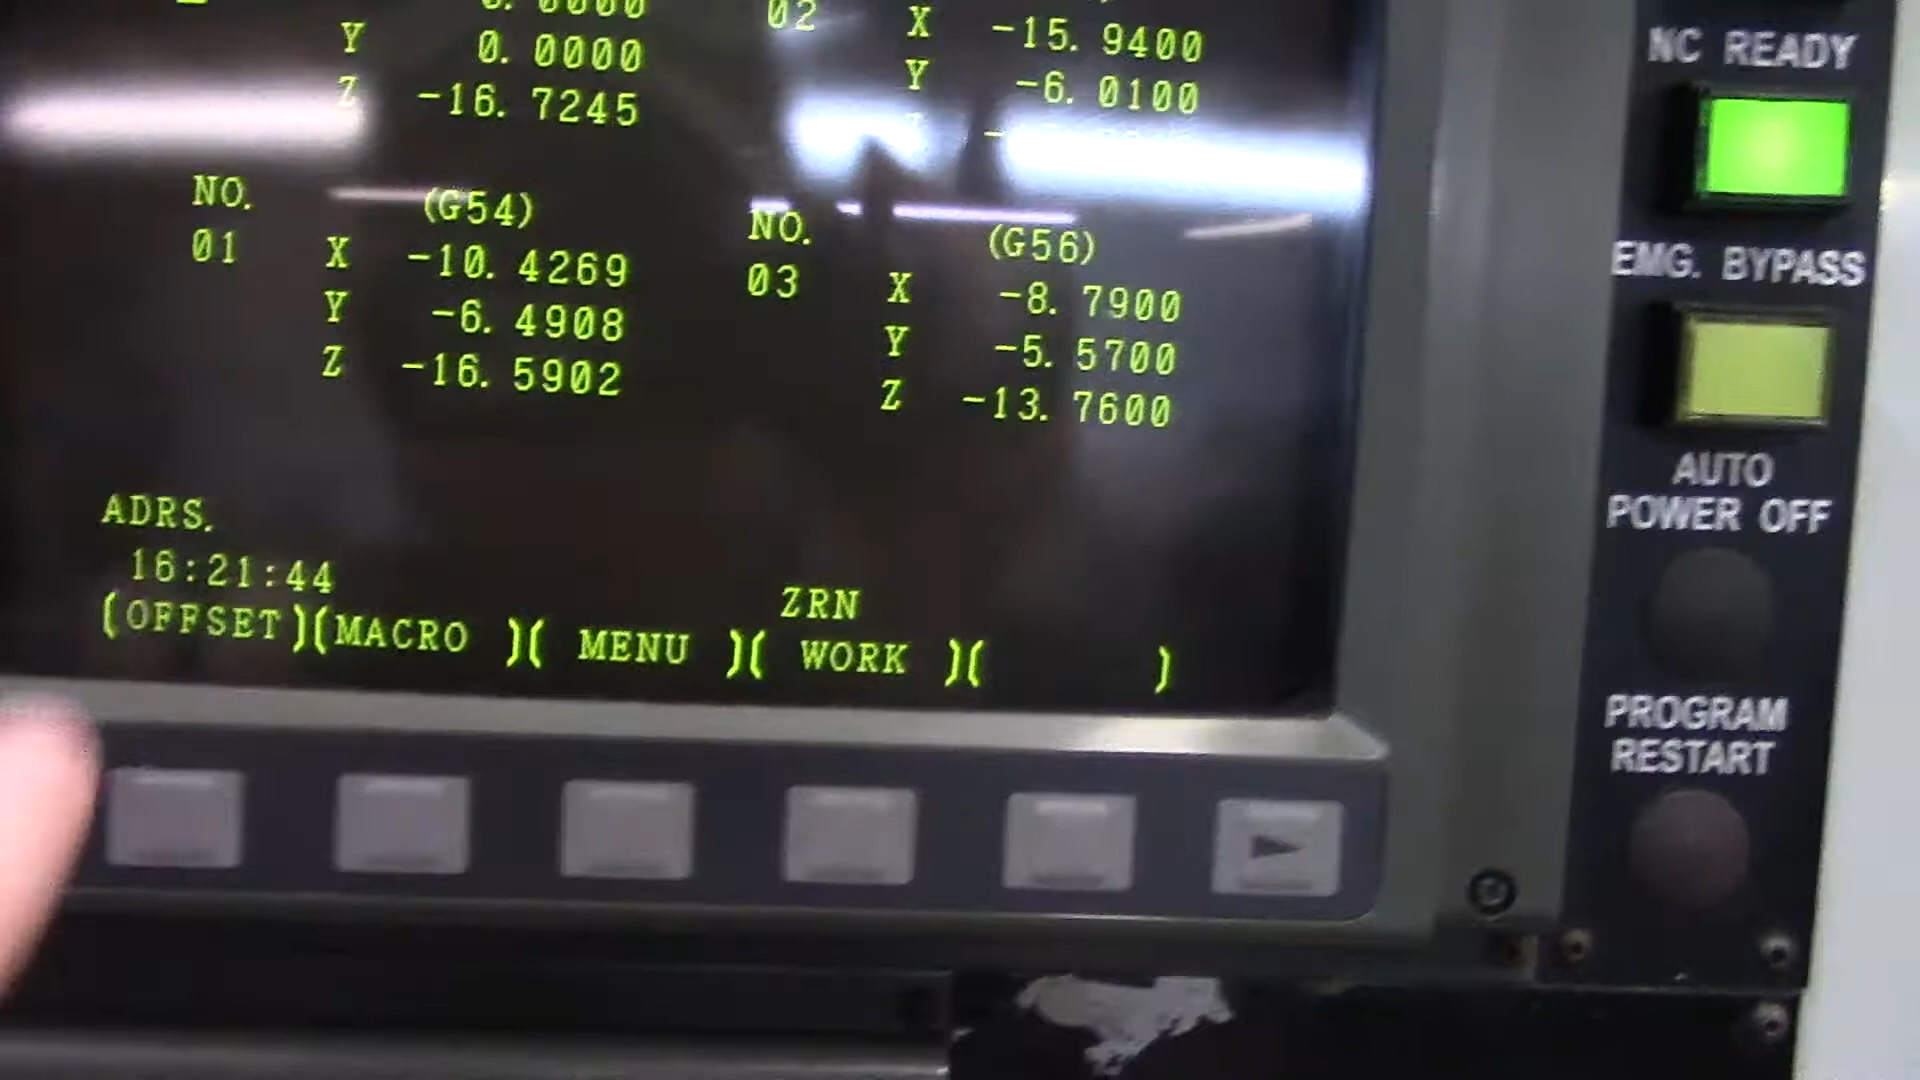 02 X -15. 9400
Y 0. 0000 Y -6. 0100
Z -16. 7245
NO. (G54) NO. (G56)
01 X -10. 4269 03 X -8. 7900
Y -6. 4908 Y -5. 5700
Z -16. 5902 Z -13. 7600
ADRS.
16:21:44 ZRN
(OFFSET)(MACRO )( MENU )( WORK )( )
NC READY
EMG. BYPASS
AUTO
POWER OFF
PROGRAM
RESTART